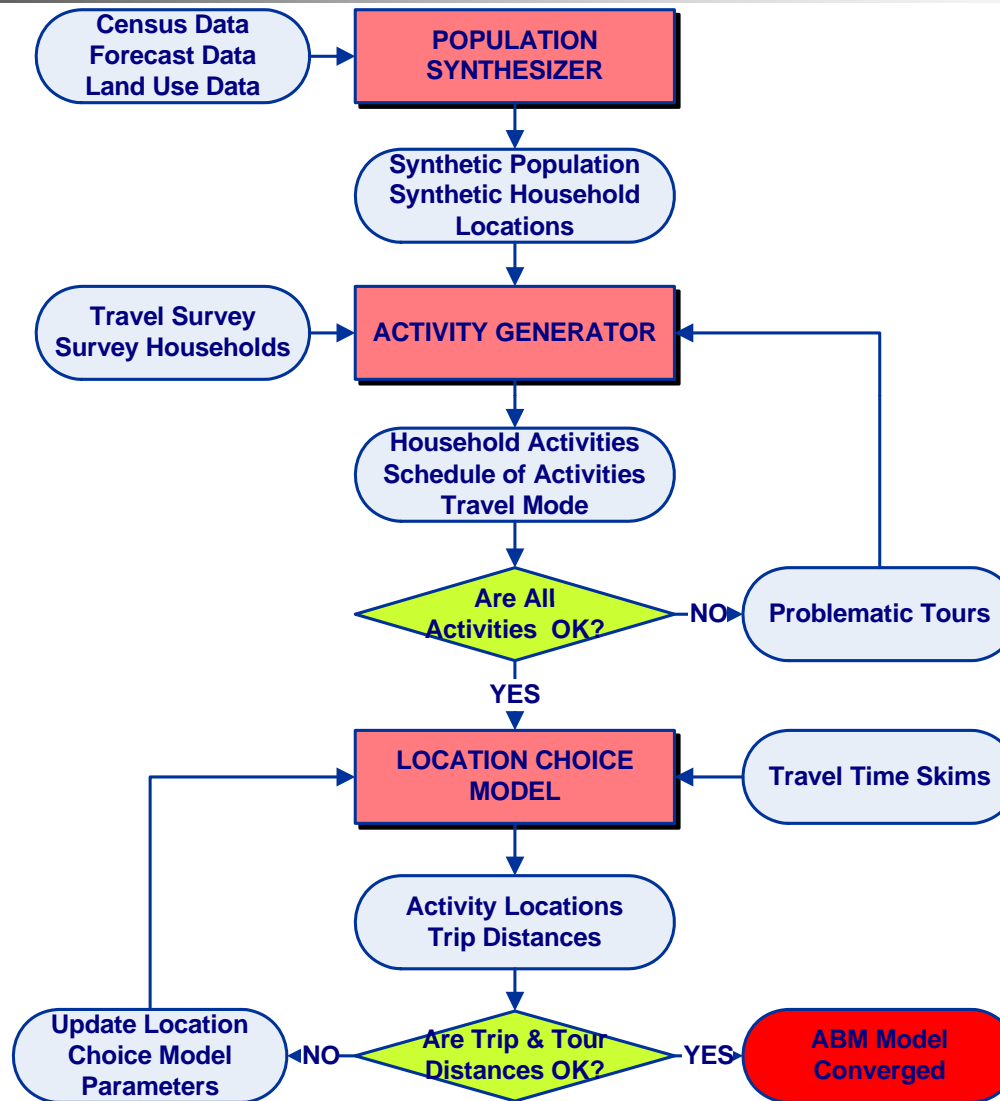 Census Data
Forecast Data
Land Use Data
POPULATION
SYNTHESIZER
Synthetic Population
Synthetic Household
Locations
Travel Survey
Survey Households
ACTIVITY GENERATOR
Household Activities
Schedule of Activities
Travel Mode
Are All
Activities OK?
NO
Problematic Tours
YES
LOCATION CHOICE
MODEL
Travel Time Skims
Activity Locations
Trip Distances
Update Location
Choice Model
Parameters
NO
Are Trip & Tour
Distances OK?
YES
ABM Model
Converged